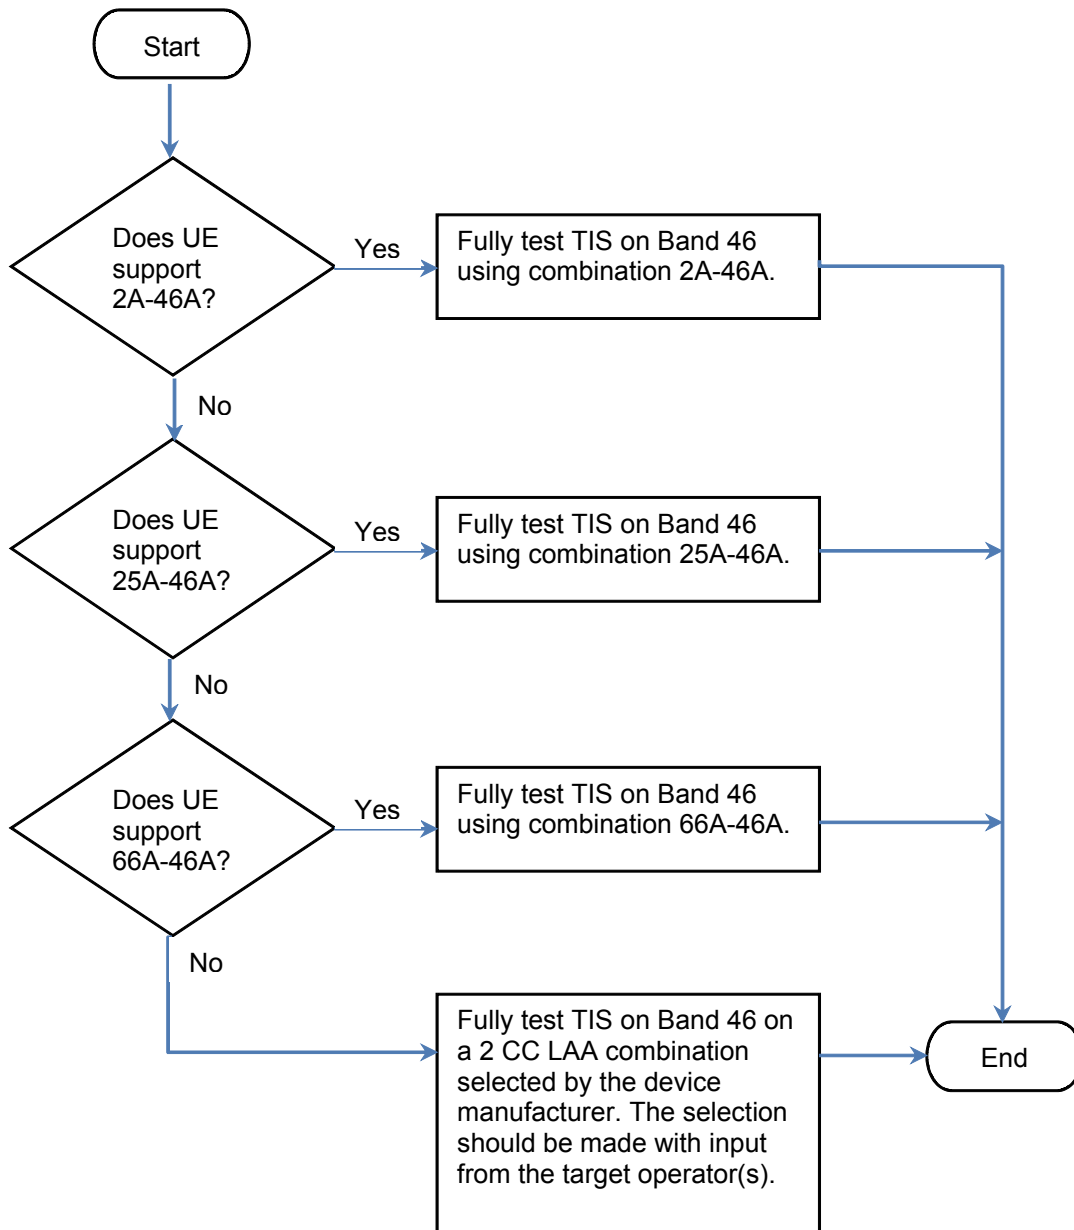 Start
Does UE
support
2A-46A?
Yes
Fully test TIS on Band 46
using combination 2A-46A.
No
Does UE
support
25A-46A?
Yes
Fully test TIS on Band 46
using combination 25A-46A.
No
Does UE
support
66A-46A?
Yes
Fully test TIS on Band 46
using combination 66A-46A.
No
Fully test TIS on Band 46 on
a 2 CC LAA combination
selected by the device
manufacturer. The selection
should be made with input
from the target operator(s).
End